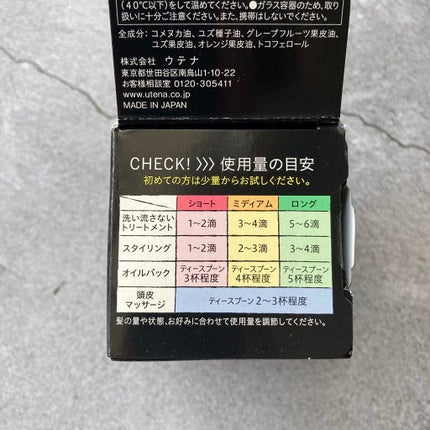 (40℃以下)をして温めてください。●ガラス容器のため、取り
扱いに十分ご注意ください。また、携帯はしないでください。
全成分：コメヌカ油、ユズ種子油、グレープフルーツ果皮油、
ユズ果皮油、オレンジ果皮油、トコフェロール
株式会社 ウテナ
東京都世田谷区南烏山1-10-22
お客様相談室 0120-305411
www.utena.co.jp
MADE IN JAPAN
CHECK! 》〉使用量の目安
初めての方は少量からお試しください。
ショート ミディアム ロング
洗い流さない
トリートメント 1〜2滴 3〜4滴 5〜6滴
スタイリング 1〜2滴 2〜3滴 3〜4滴
オイルパック ティースプーン 3杯程度 ティースプーン 4杯程度 ティースプーン 5杯程度
頭皮
マッサージ ティースプーン 2〜3杯程度
髪の量や状態、お好みに合わせて使用量を調節してください。